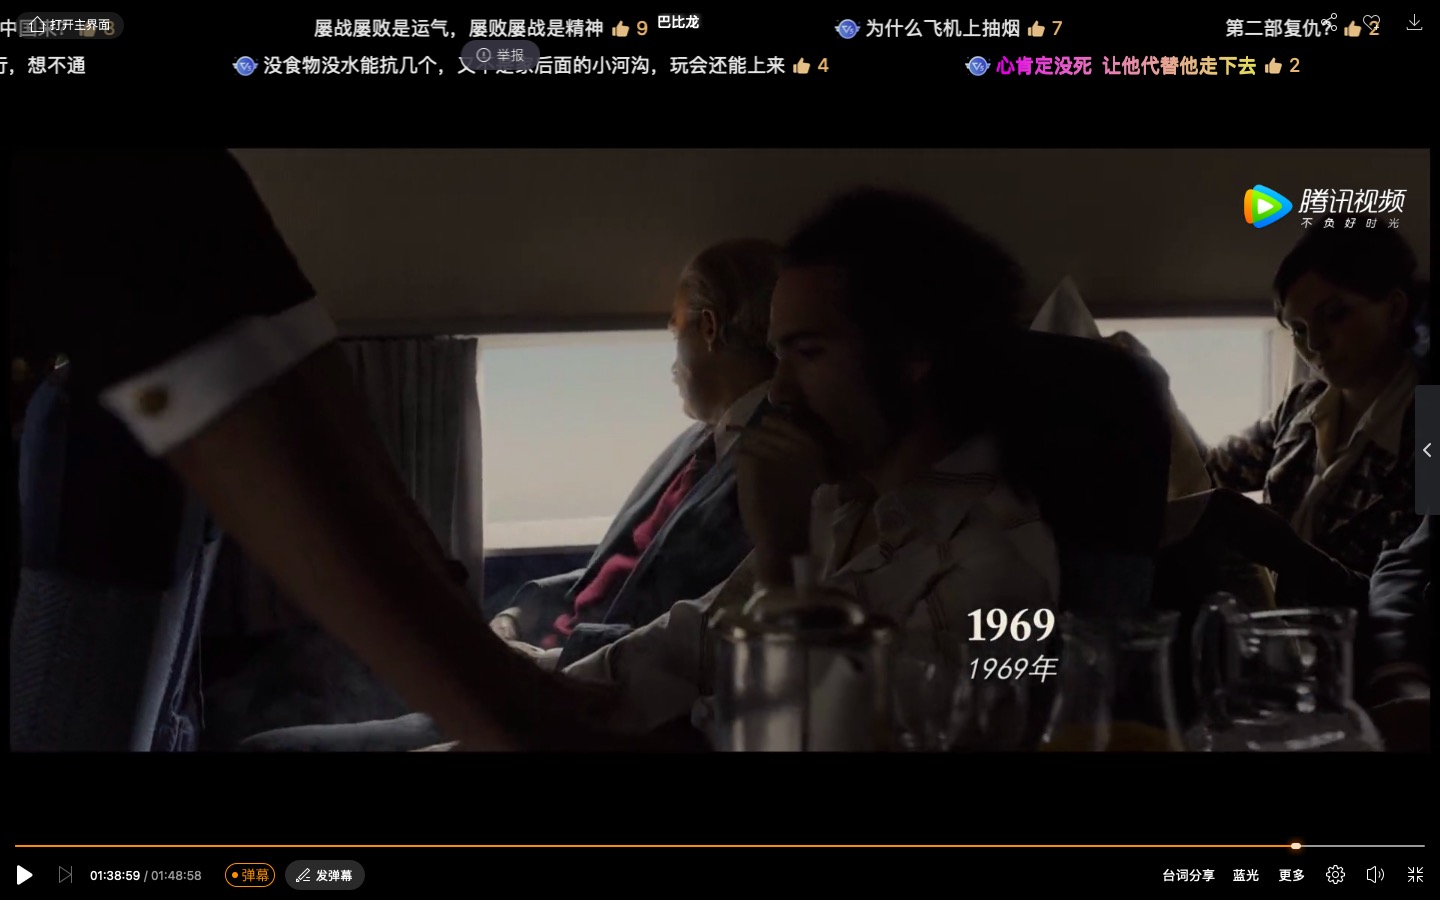 打开主界面
屡战屡败是运气，屡败屡战是精神 9
巴比龙
为什么飞机上抽烟 7
第二部复仇? 2
举报
，想不通
没食物没水能抗几个，又不是家后面的小河沟，玩会还能上来 4
心肯定没死 让他代替他走下去 2
腾讯视频
不负好时光
1969
1969年
01:38:59 / 01:48:58
弹幕
发弹幕
台词分享
蓝光
更多